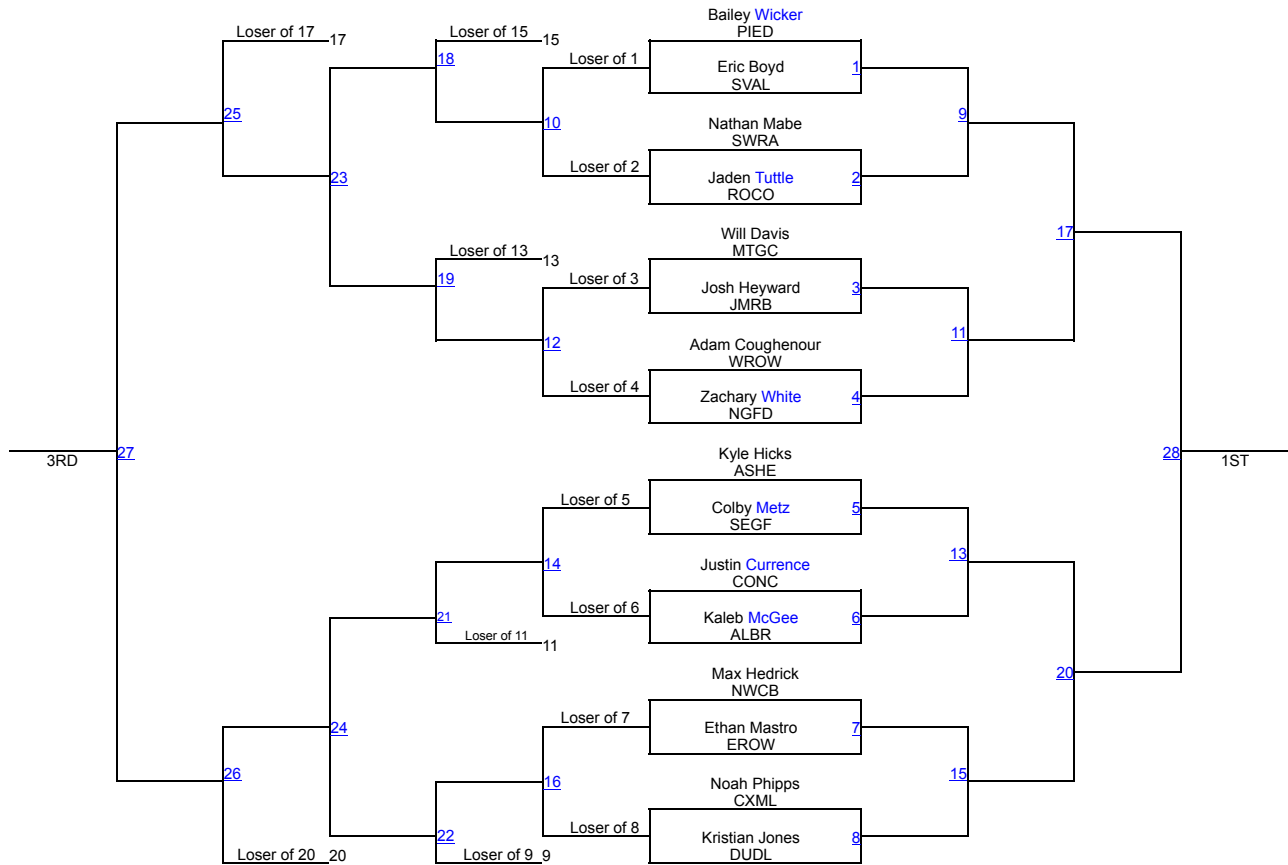 Bailey Wicker
PIED
Loser of 17 17
Loser of 15 15
18
Loser of 1
Eric Boyd
SVAL
1
25
10
9
Nathan Mabe
SWRA
23
Loser of 2
Jaden Tuttle
ROCO
2
Will Davis
MTGC
17
Loser of 13 13
19
Loser of 3
Josh Heyward
JMRB
3
12
11
Adam Coughenour
WROW
Loser of 4
Zachary White
NGFD
4
3RD
27
Kyle Hicks
ASHE
28
1ST
Loser of 5
Colby Metz
SEGF
5
14
13
Justin Currence
CONC
21
Loser of 6
Kaleb McGee
ALBR
6
Loser of 11 11
Max Hedrick
NWCB
20
24
Loser of 7
Ethan Mastro
EROW
7
26
16
15
Noah Phipps
CXML
22
Loser of 8
Kristian Jones
DUDL
8
Loser of 20 20
Loser of 9 9